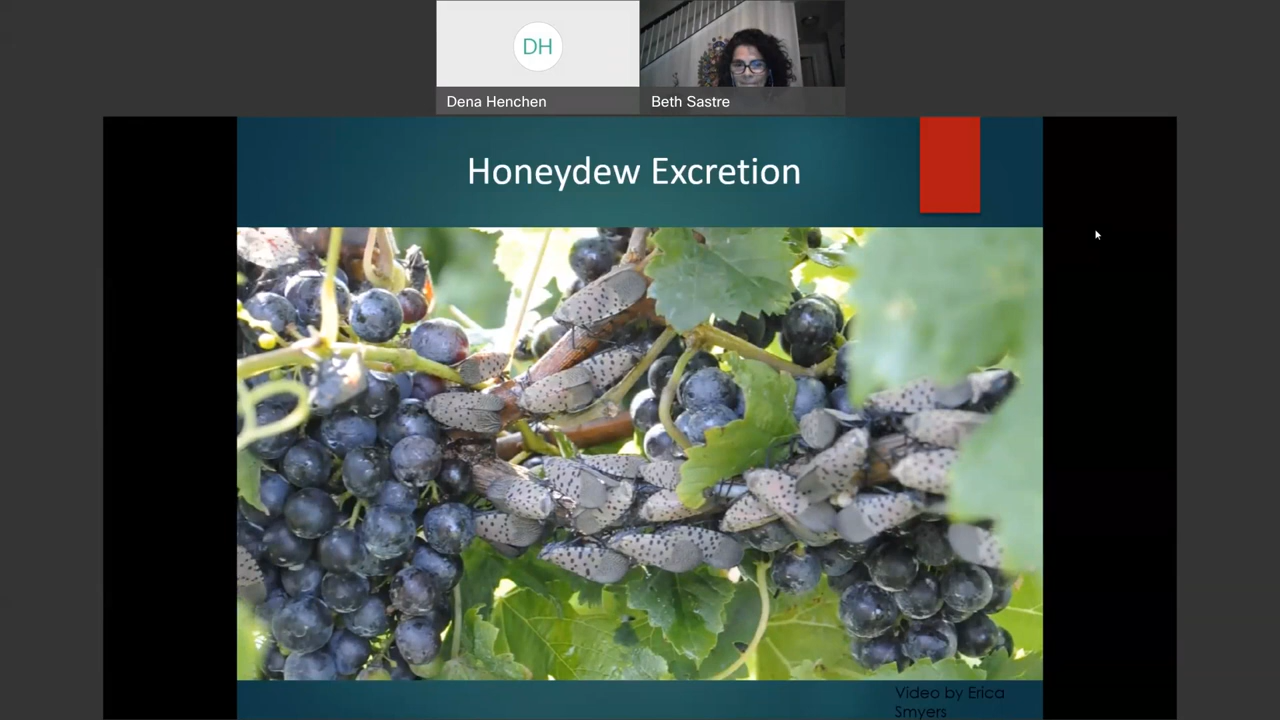 DH
Dena Henchen
Beth Sastre
Honeydew Excretion
Video by Erica
Smyers